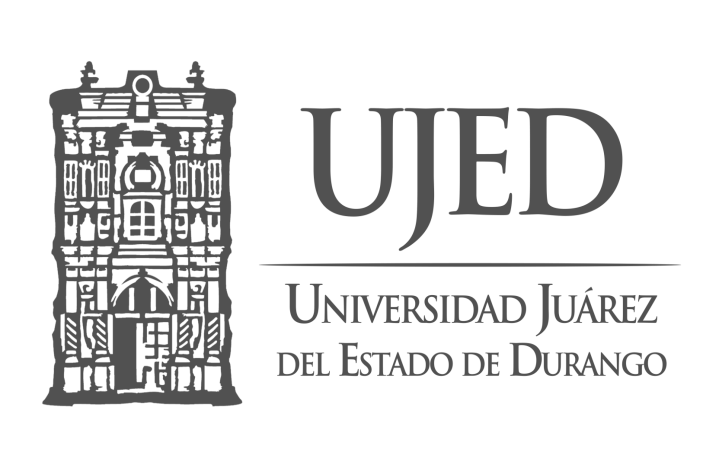 UJED
Universidad Juárez
del Estado de Durango